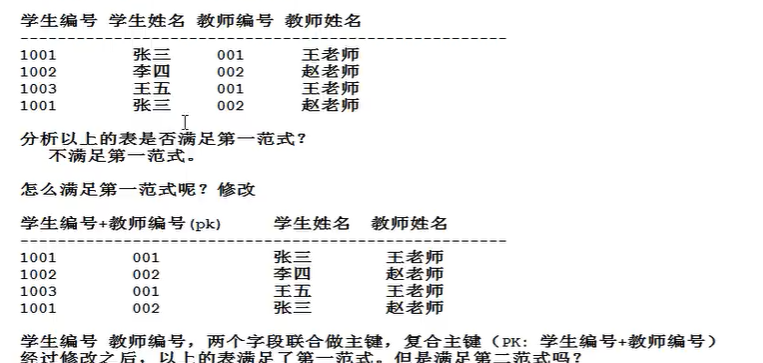 学生编号 学生姓名 教师编号 教师姓名
----------------------------------------------------
1001 张三 001 王老师
1002 李四 002 赵老师
1003 王五 001 王老师
1001 张三 002 赵老师
分析以上的表是否满足第一范式？
不满足第一范式。
怎么满足第一范式呢？修改
学生编号+教师编号(pk) 学生姓名 教师姓名
----------------------------------------------------
1001 001 张三 王老师
1002 002 李四 赵老师
1003 001 王五 王老师
1001 002 张三 赵老师
学生编号 教师编号，两个字段联合做主键，复合主键（PK: 学生编号+教师编号）
经过修改之后，以上的表满足了第一范式。但是满足第二范式吗？